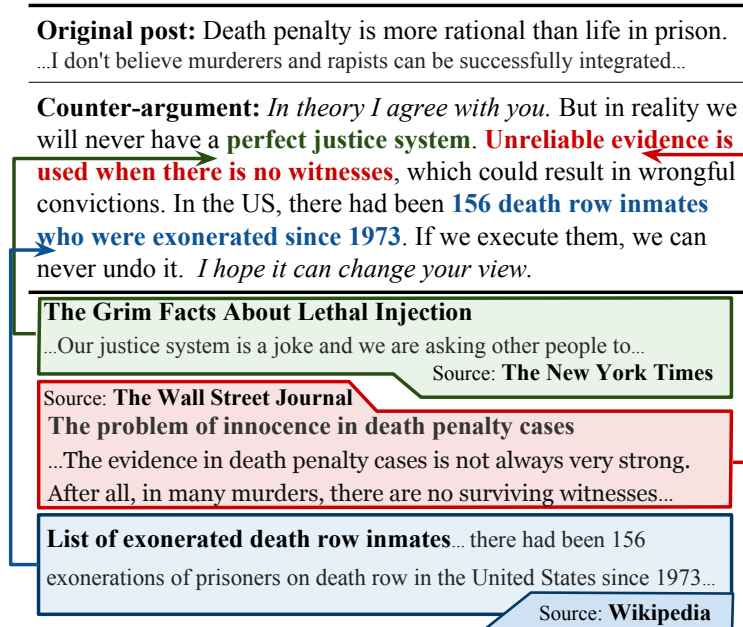 Original post: Death penalty is more rational than life in prison.
...I don't believe murderers and rapists can be successfully integrated...
Counter-argument: In theory I agree with you. But in reality we
will never have a perfect justice system. Unreliable evidence is
used when there is no witnesses, which could result in wrongful
convictions. In the US, there had been 156 death row inmates
who were exonerated since 1973. If we execute them, we can
never undo it. I hope it can change your view.
The Grim Facts About Lethal Injection
...Our justice system is a joke and we are asking other people to...
Source: The New York Times
Source: The Wall Street Journal
The problem of innocence in death penalty cases
...The evidence in death penalty cases is not always very strong.
After all, in many murders, there are no surviving witnesses...
List of exonerated death row inmates... there had been 156
exonerations of prisoners on death row in the United States since 1973...
Source: Wikipedia